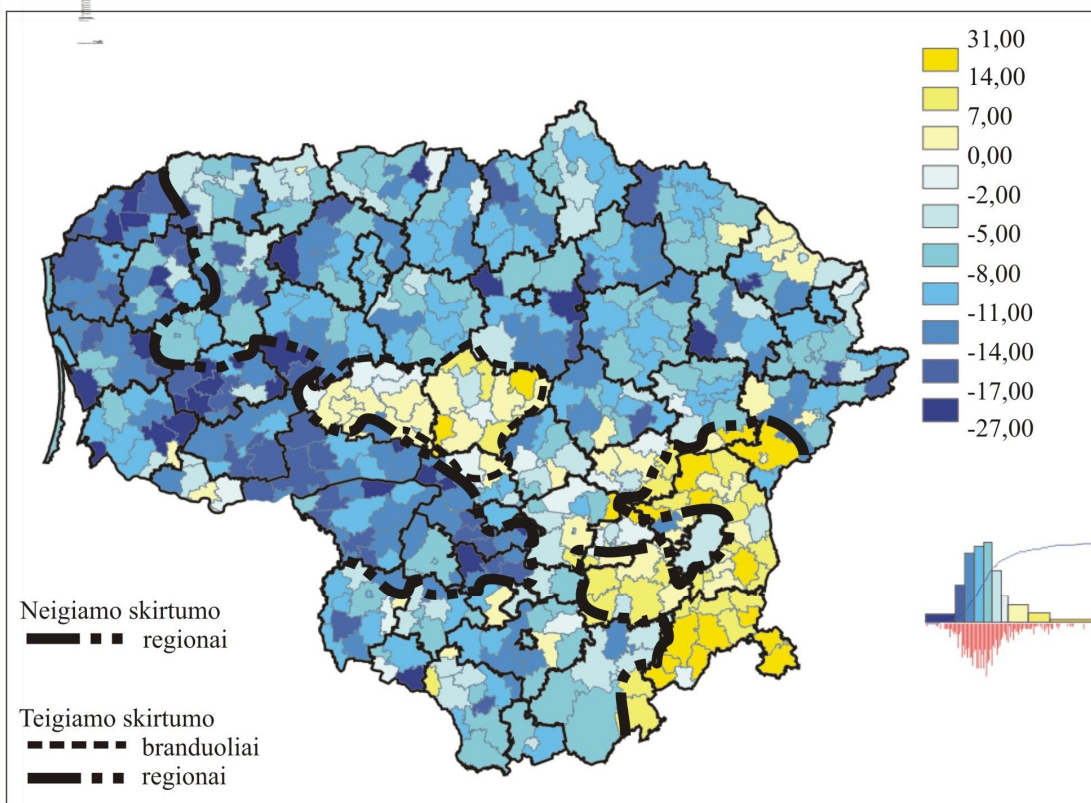 31,00
14,00
7,00
0,00
-2,00
-5,00
-8,00
-11,00
-14,00
-17,00
-27,00
Neigiamo skirtumo
regionai
Teigiamo skirtumo
branduoliai
regionai